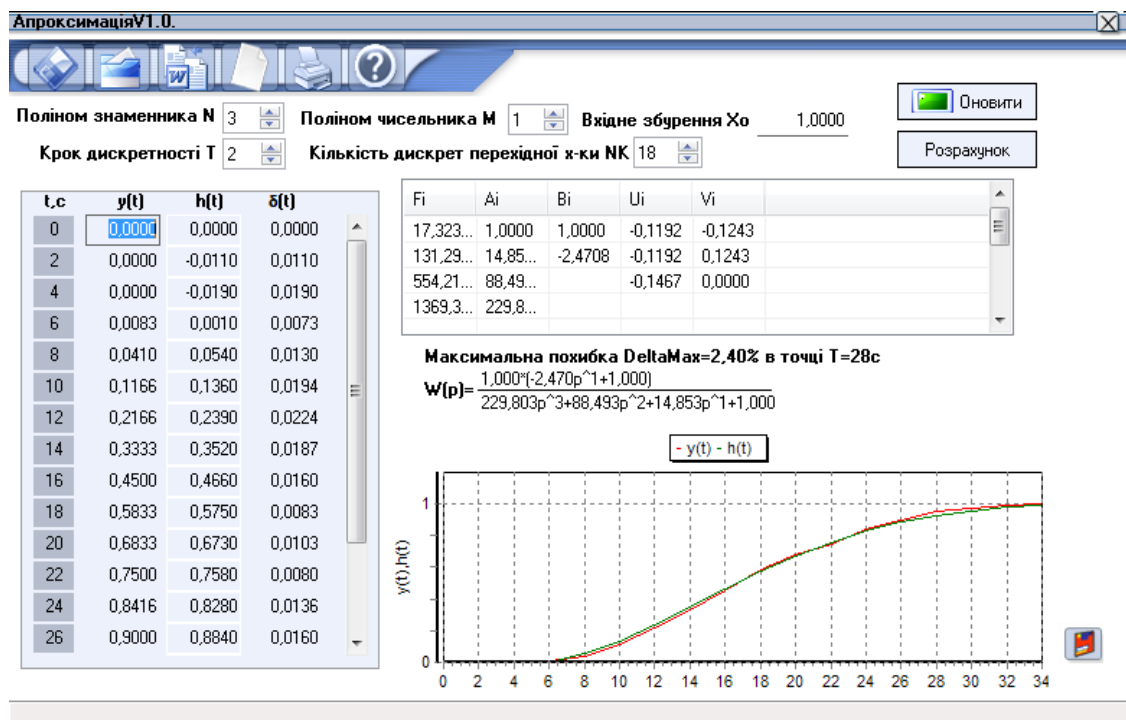 АпроксимаціяV1.0.
Поліном знаменника N 3 Поліном чисельника М 1 Вхідне збурення Хо 1,0000 Оновити
Крок дискретності Т 2 Кількість дискрет перехідної х-ки NК 18 Розрахунок
t,c y(t) h(t) δ(t)
0 0,0000 0,0000 0,0000
2 0,0000 -0,0110 0,0110
4 0,0000 -0,0190 0,0190
6 0,0083 0,0010 0,0073
8 0,0410 0,0540 0,0130
10 0,1166 0,1360 0,0194
12 0,2166 0,2390 0,0224
14 0,3333 0,3520 0,0187
16 0,4500 0,4660 0,0160
18 0,5833 0,5750 0,0083
20 0,6833 0,6730 0,0103
22 0,7500 0,7580 0,0080
24 0,8416 0,8280 0,0136
26 0,9000 0,8840 0,0160
Fi Ai Bi Ui Vi
17,323... 1,0000 1,0000 -0,1192 -0,1243
131,29... 14,85... -2,4708 -0,1192 0,1243
554,21... 88,49... -0,1467 0,0000
1369,3... 229,8...
Максимальна похибка DeltaMax=2,40% в точці T=28c
W(p)= 1,000*(-2,470p^1+1,000)
229,803p^3+88,493p^2+14,853p^1+1,000
- y(t) - h(t)
1
y(t),h(t)
0
0 2 4 6 8 10 12 14 16 18 20 22 24 26 28 30 32 34